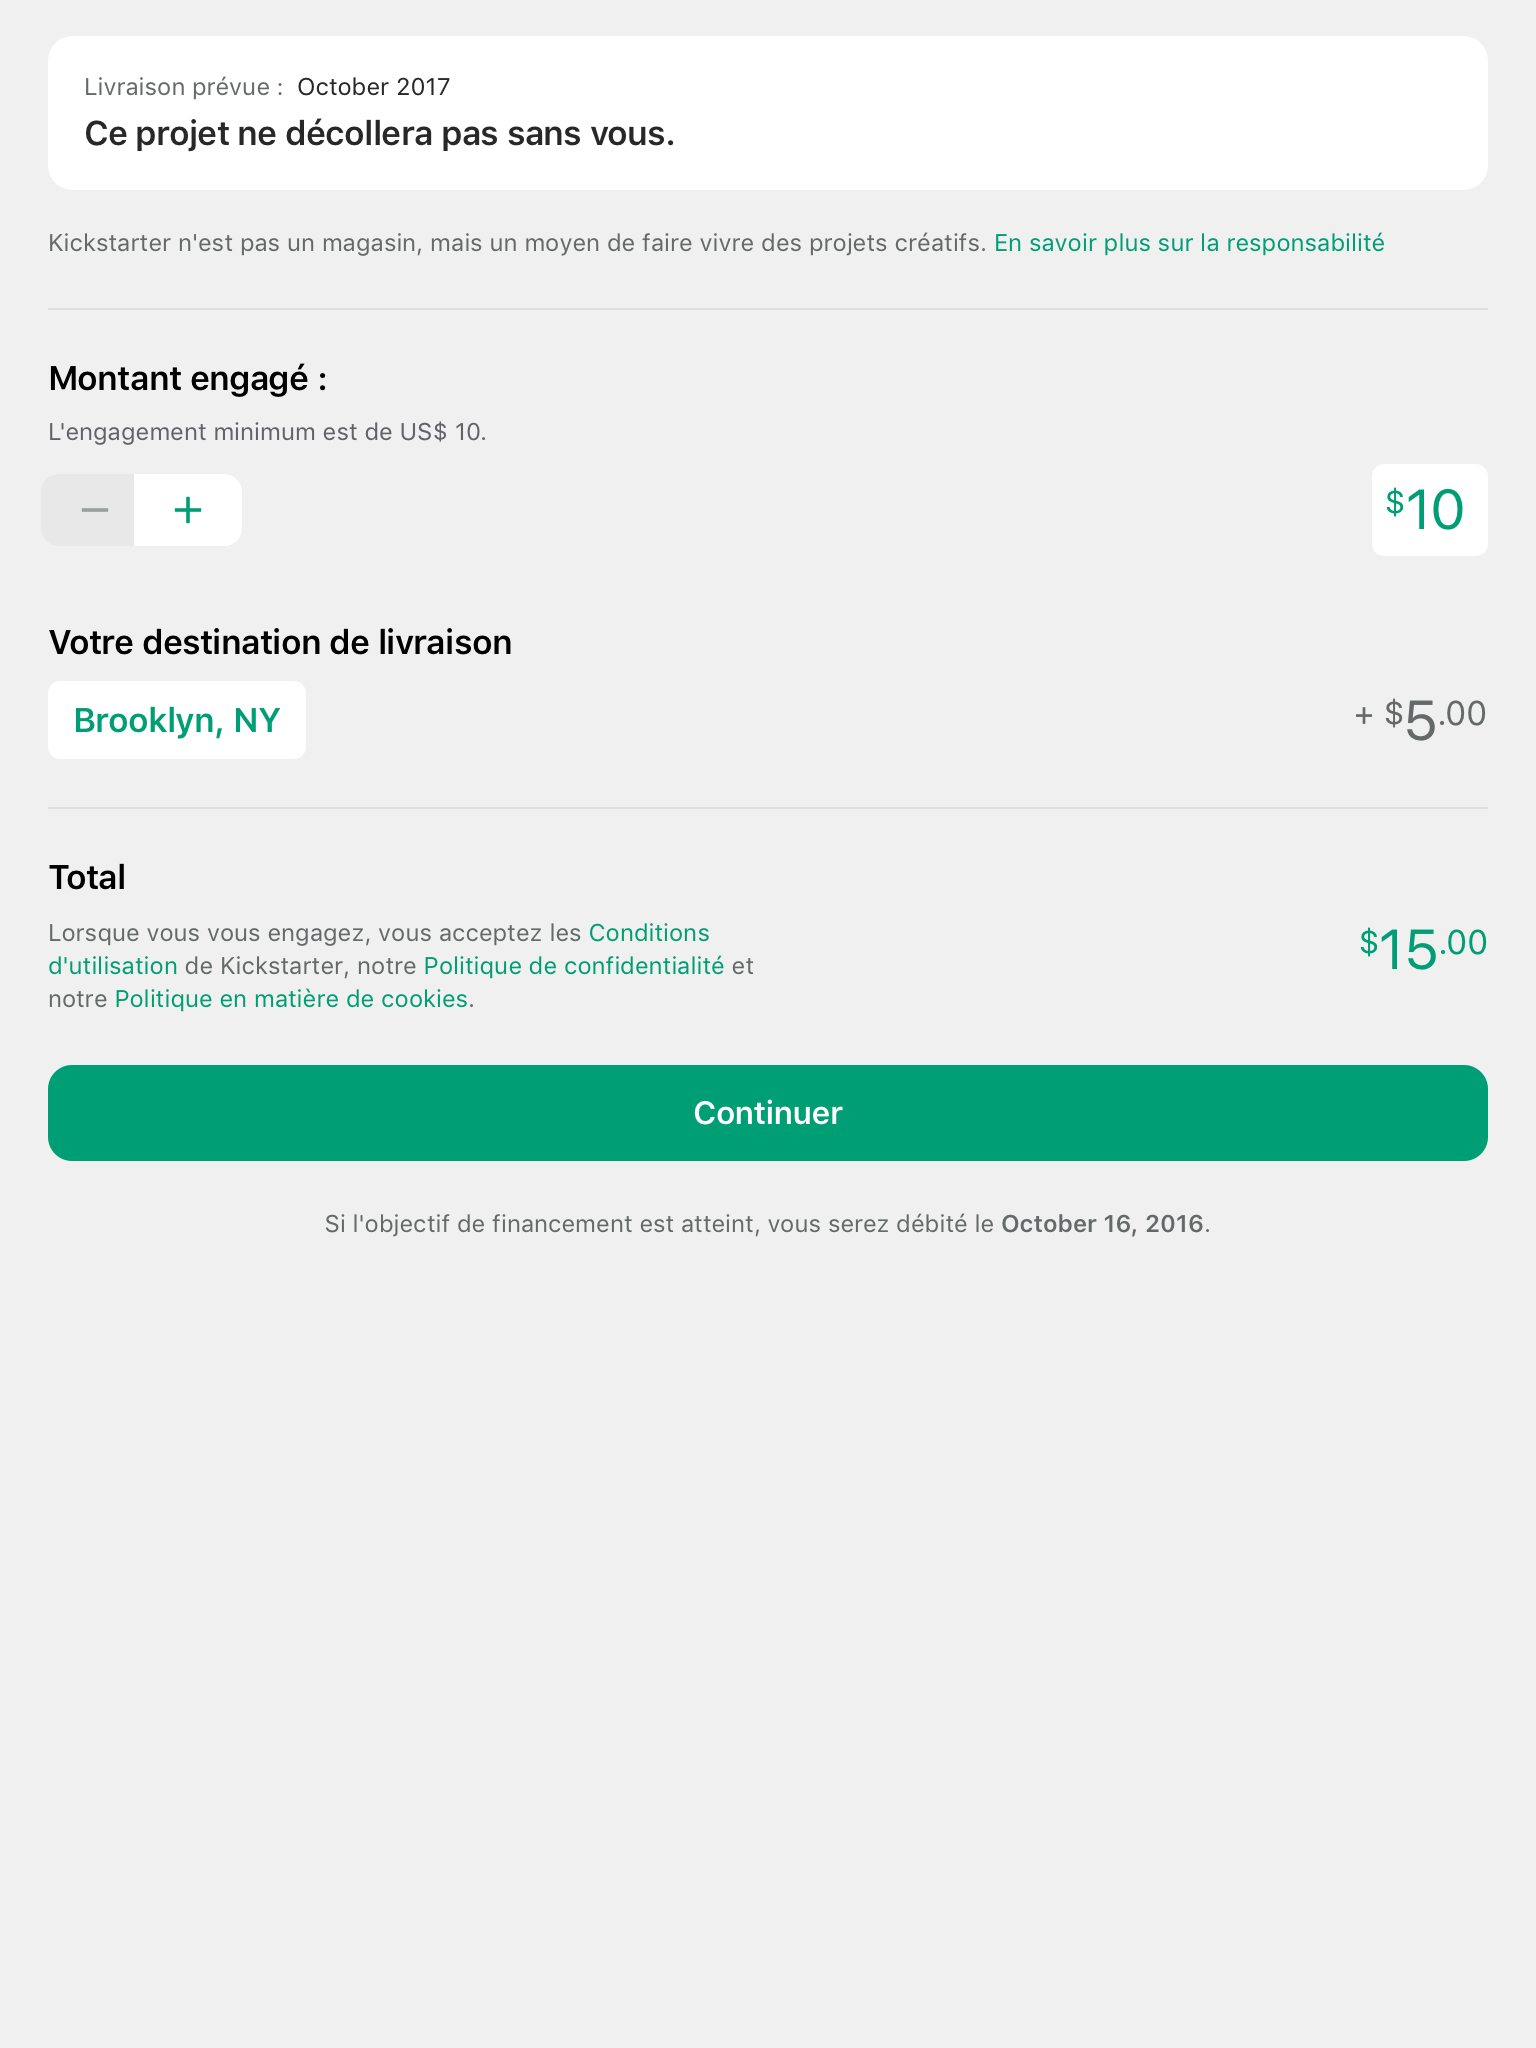 Livraison prévue : October 2017
Ce projet ne décollera pas sans vous.
Kickstarter n'est pas un magasin, mais un moyen de faire vivre des projets créatifs. En savoir plus sur la responsabilité
Montant engagé :
L'engagement minimum est de US$ 10.
− +
$10
Votre destination de livraison
Brooklyn, NY
+ $5.00
Total
Lorsque vous vous engagez, vous acceptez les Conditions
d'utilisation de Kickstarter, notre Politique de confidentialité et
notre Politique en matière de cookies.
$15.00
Continuer
Si l'objectif de financement est atteint, vous serez débité le October 16, 2016.